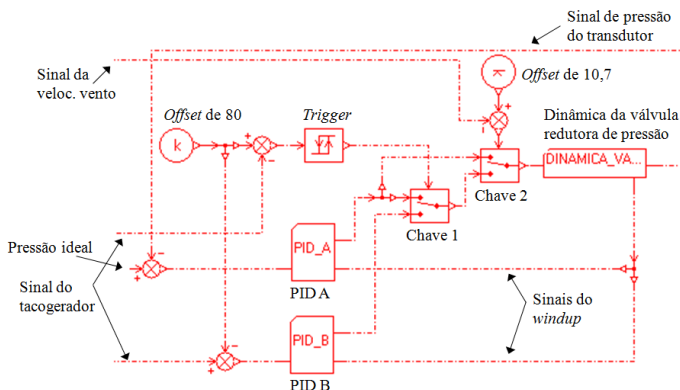 Sinal de pressão
do transdutor
Sinal da
veloc. vento
Offset de 10,7
Offset de 80
Trigger
Dinâmica da válvula
redutora de pressão
k
k
DINAMICA_VA...
Chave 2
Chave 1
PID_A
Pressão ideal
Sinal do
tacogerador
PID A
Sinais do
windup
PID_B
PID B